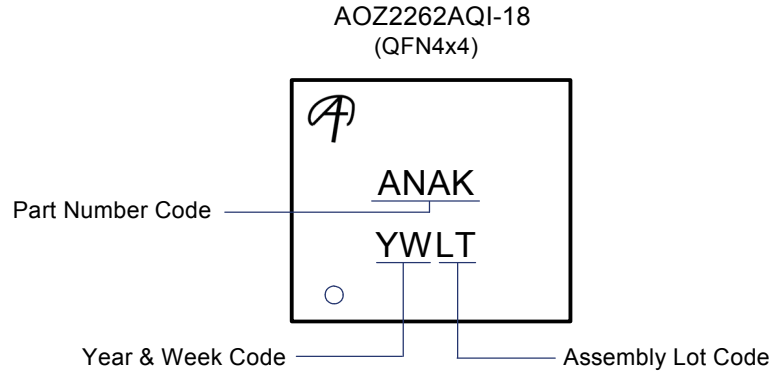 AOZ2262AQI-18
(QFN4x4)
ANAK
Part Number Code
YWLT
Year & Week Code
Assembly Lot Code